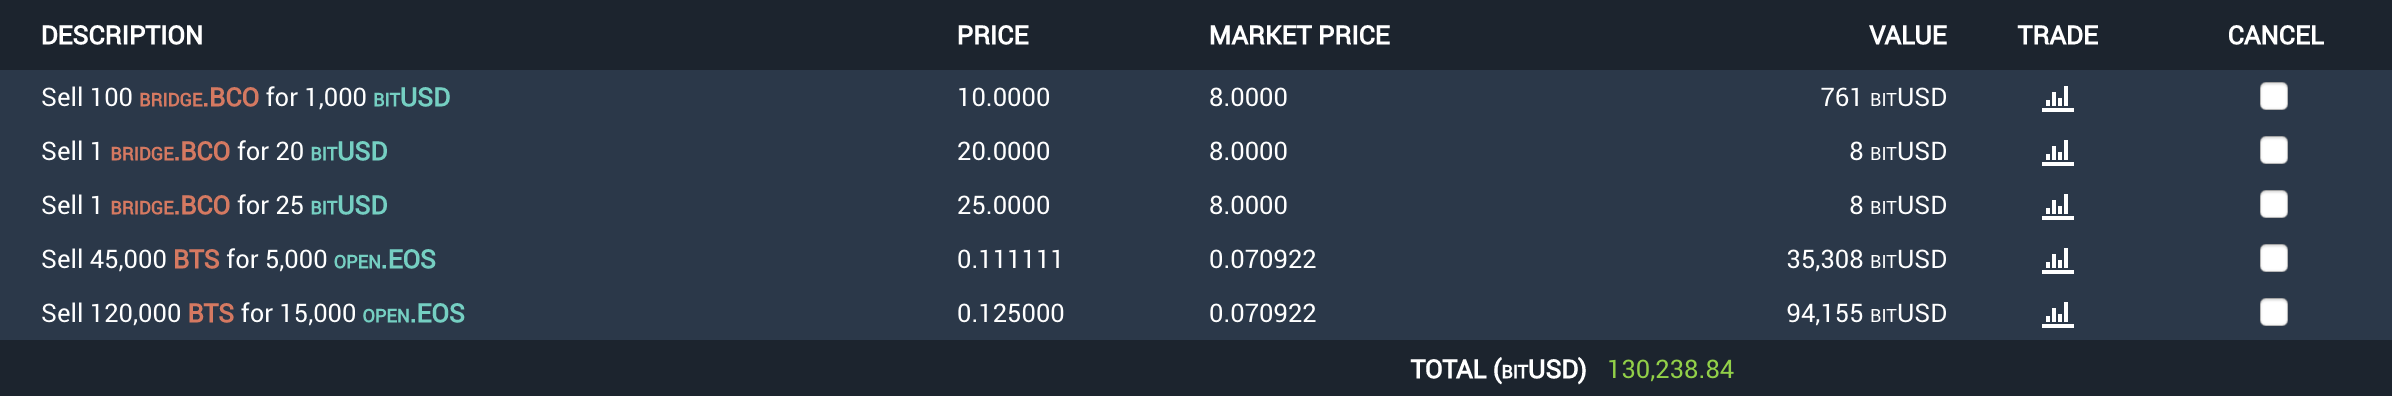 DESCRIPTION PRICE MARKET PRICE VALUE TRADE CANCEL
Sell 100 BRIDGE.BCO for 1,000 BITUSD 10.0000 8.0000 761 BITUSD
Sell 1 BRIDGE.BCO for 20 BITUSD 20.0000 8.0000 8 BITUSD
Sell 1 BRIDGE.BCO for 25 BITUSD 25.0000 8.0000 8 BITUSD
Sell 45,000 BTS for 5,000 OPEN.EOS 0.111111 0.070922 35,308 BITUSD
Sell 120,000 BTS for 15,000 OPEN.EOS 0.125000 0.070922 94,155 BITUSD
TOTAL (BITUSD) 130,238.84